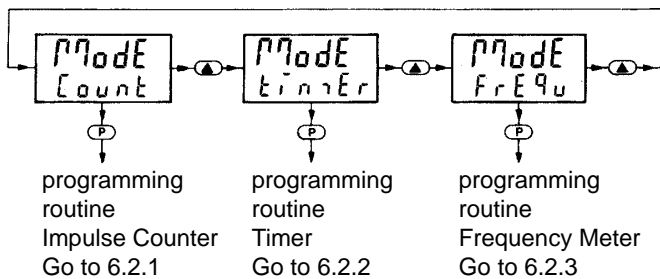 ModE ModE ModE
Count timEr FrEqu
P P P
programming programming programming
routine routine routine
Impulse Counter Timer Frequency Meter
Go to 6.2.1 Go to 6.2.2 Go to 6.2.3